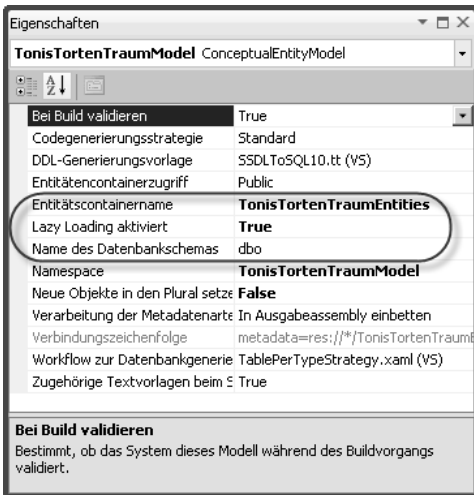 Eigenschaften
TonisTortenTraumModel ConceptualEntityModel
Bei Build validieren True
Codegenerierungsstrategie Standard
DDL-Generierungsvorlage SSDLToSQL10.tt (VS)
Entitätencontainerzugriff Public
Entitätscontainername TonisTortenTraumEntities
Lazy Loading aktiviert True
Name des Datenbankschemas dbo
Namespace TonisTortenTraumModel
Neue Objekte in den Plural setze False
Verarbeitung der Metadatenarte In Ausgabeassembly einbetten
Verbindungszeichenfolge metadata=res://*/TonisTortenTraumE
Workflow zur Datenbankgenerie TablePerTypeStrategy.xaml (VS)
Zugehörige Textvorlagen beim S True
Bei Build validieren
Bestimmt, ob das System dieses Modell während des Buildvorgangs
validiert.